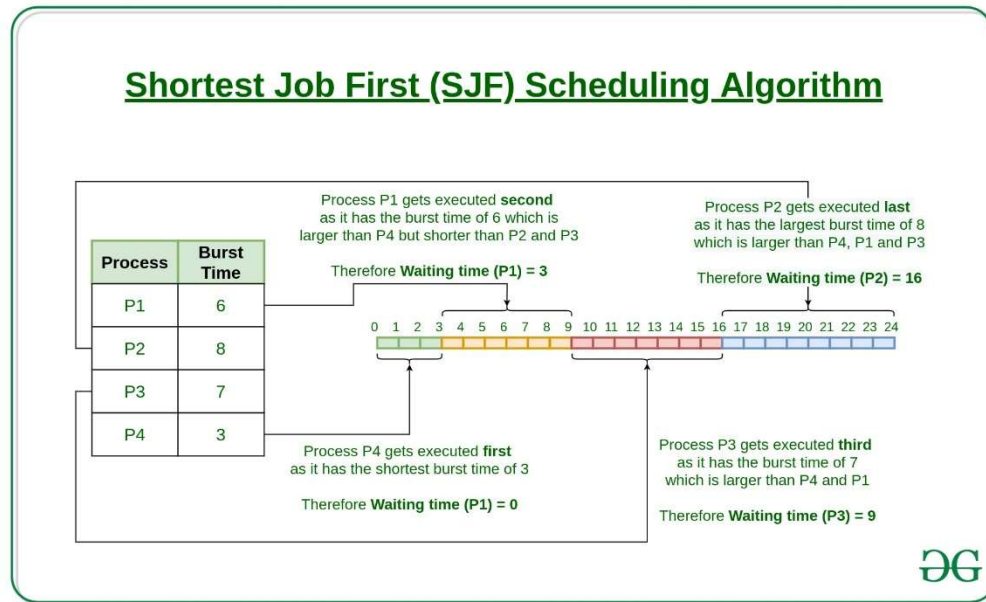 Shortest Job First (SJF) Scheduling Algorithm
Process P1 gets executed second
as it has the burst time of 6 which is
larger than P4 but shorter than P2 and P3
Therefore Waiting time (P1) = 3
Process P2 gets executed last
as it has the largest burst time of 8
which is larger than P4, P1 and P3
Therefore Waiting time (P2) = 16
Process Burst Time
P1 6
P2 8
P3 7
P4 3
0 1 2 3 4 5 6 7 8 9 10 11 12 13 14 15 16 17 18 19 20 21 22 23 24
Process P4 gets executed first
as it has the shortest burst time of 3
Therefore Waiting time (P1) = 0
Process P3 gets executed third
as it has the burst time of 7
which is larger than P4 and P1
Therefore Waiting time (P3) = 9